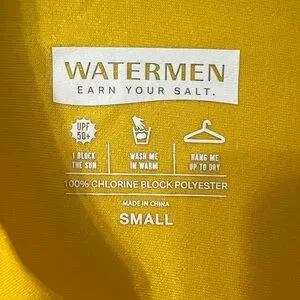 WATERMEN
EARN YOUR SALT.
UPF
50+
I BLOCK
THE SUN
WASH ME
IN WARM
HANG ME
UP TO DRY
100% CHLORINE BLOCK POLYESTER
MADE IN CHINA
SMALL